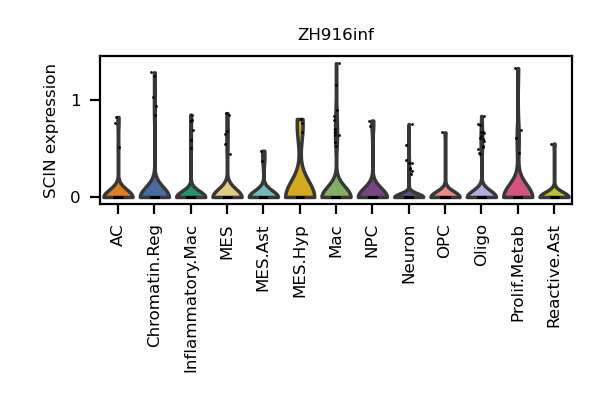 ZH916inf
SCIN expression
1
0
AC
Chromatin.Reg
Inflammatory.Mac
MES
MES.Ast
MES.Hyp
Mac
NPC
Neuron
OPC
Oligo
Prolif.Metab
Reactive.Ast